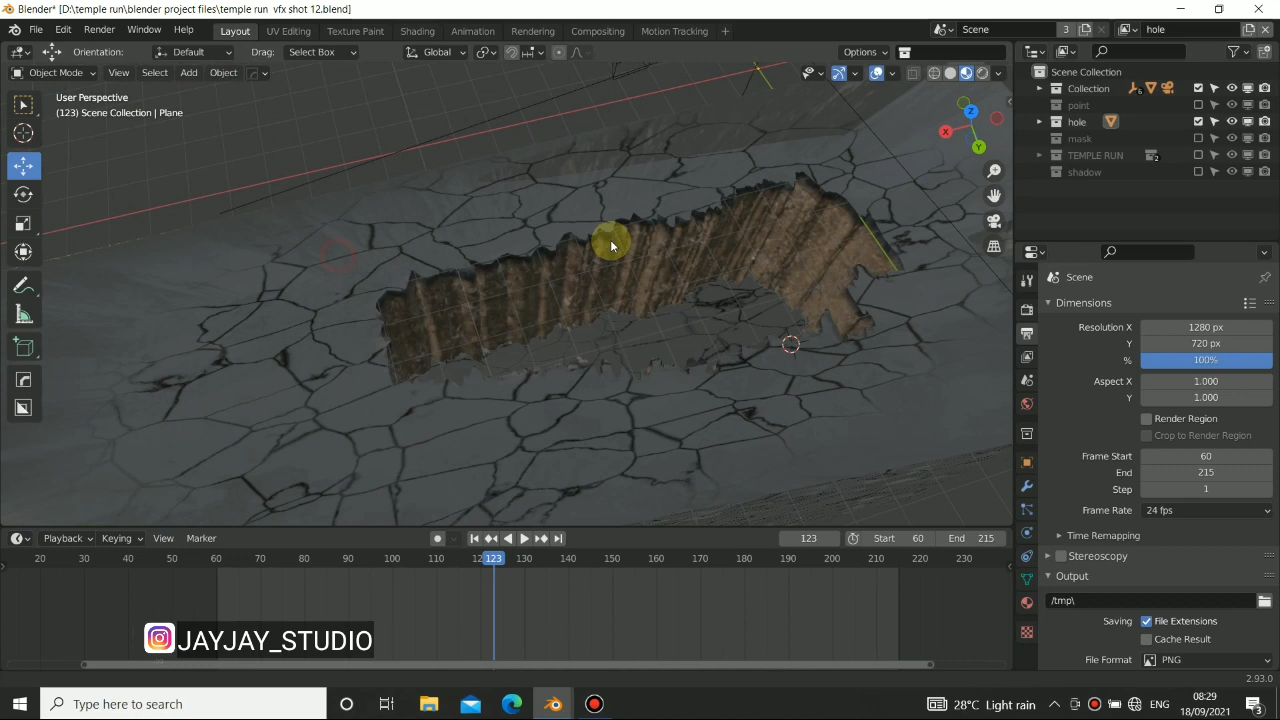 Blender* [D:\temple run\blender project files\temple run  vfx shot 12.blend]
File Edit Render Window Help Layout UV Editing Texture Paint Shading Animation Rendering Compositing Motion Tracking + Scene 3 hole
Orientation: Default Drag: Select Box Global Options
Object Mode View Select Add Object
User Perspective
(123) Scene Collection | Plane
X
Y
Z
Scene Collection
Collection 6
point
hole
mask
TEMPLE RUN 2
shadow
Scene
Dimensions
Resolution X 1280 px
Y 720 px
% 100%
Aspect X 1.000
Y 1.000
Render Region
Crop to Render Region
Frame Start 60
End 215
Step 1
Frame Rate 24 fps
Time Remapping
Stereoscopy
Output
/tmp\
Saving File Extensions
Cache Result
File Format PNG
Playback Keying View Marker 123 Start 60 End 215
20 30 40 50 60 70 80 90 100 110 12 123 130 140 150 160 170 180 190 200 210 220 230
JAYJAY_STUDIO
2.93.0
Type here to search
28°C Light rain ENG 08:29
18/09/2021 3